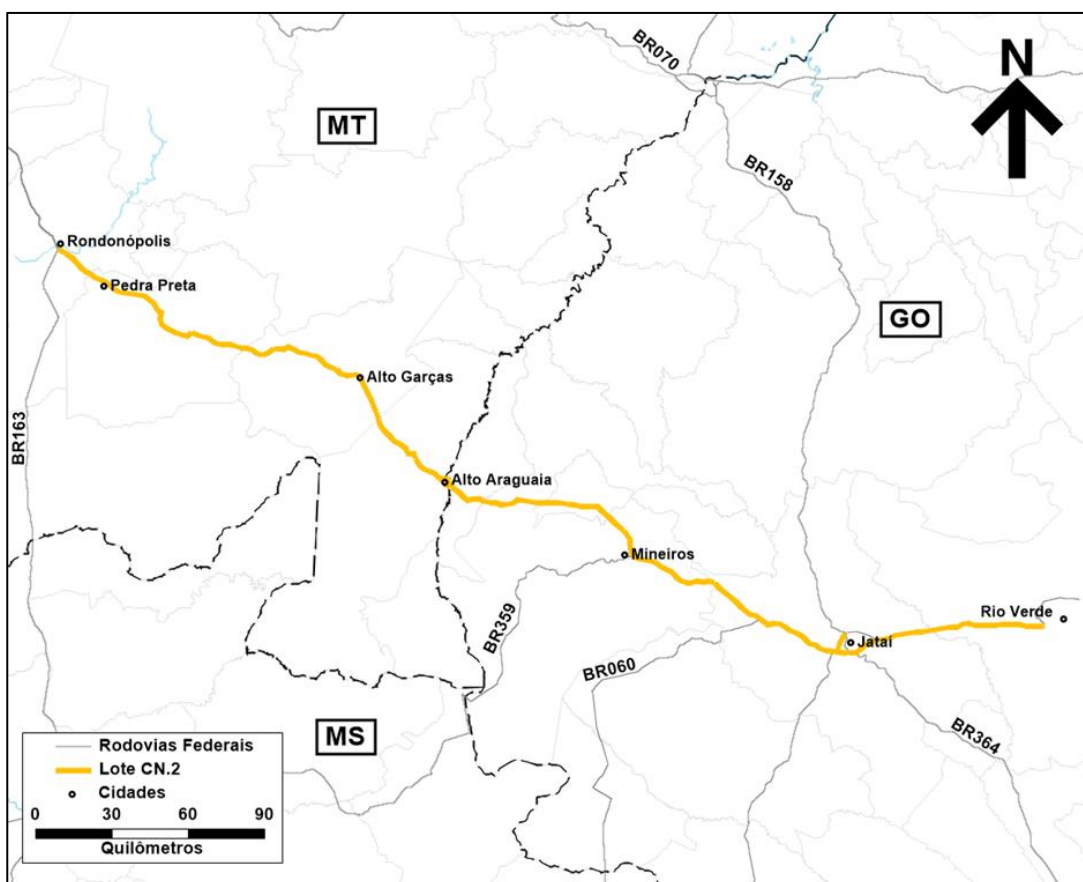 BR070
N
MT
BR158
Rondonópolis
Pedra Preta
GO
Alto Garças
BR163
Alto Araguaia
Mineiros
Rio Verde
BR359
Jataí
BR060
BR364
MS
Rodovias Federais
Lote CN.2
Cidades
0 30 60 90
Quilômetros